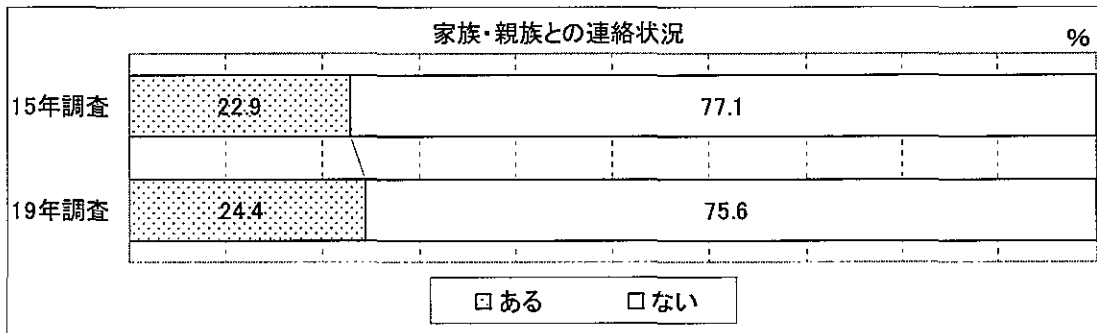 家族・親族との連絡状況
%
15年調査 22.9 77.1
19年調査 24.4 75.6
ある ない